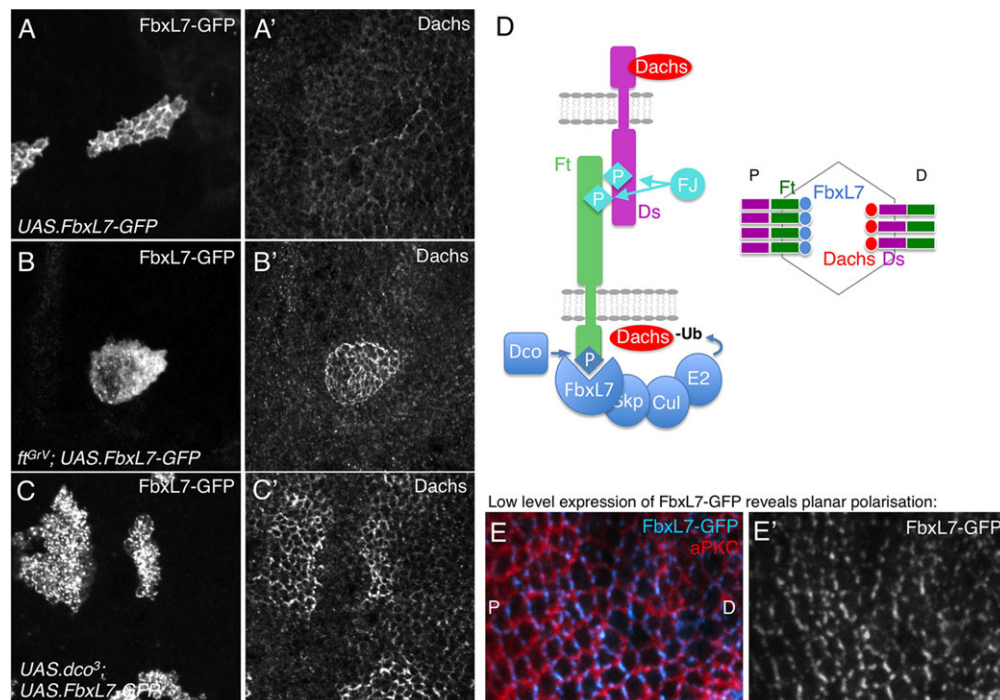 A
FbxL7-GFP
UAS.FbxL7-GFP
A'
Dachs
B
FbxL7-GFP
ft^GrV; UAS.FbxL7-GFP
B'
Dachs
C
FbxL7-GFP
UAS.dco³;
UAS.FbxL7-GFP
C'
Dachs
D
Dachs
Ft
P
P
FJ
Ds
Dachs -Ub
Dco
P
FbxL7
Skp
Cul
E2
P
D
Ft
FbxL7
Dachs
Ds
Low level expression of FbxL7-GFP reveals planar polarisation:
E
FbxL7-GFP
aPKC
P
D
E'
FbxL7-GFP